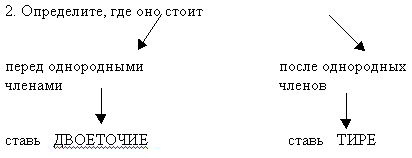 2. Определите, где оно стоит
перед однородными
членами
после однородных
членов
ставь ДВОЕТОЧИЕ
ставь ТИРЕ